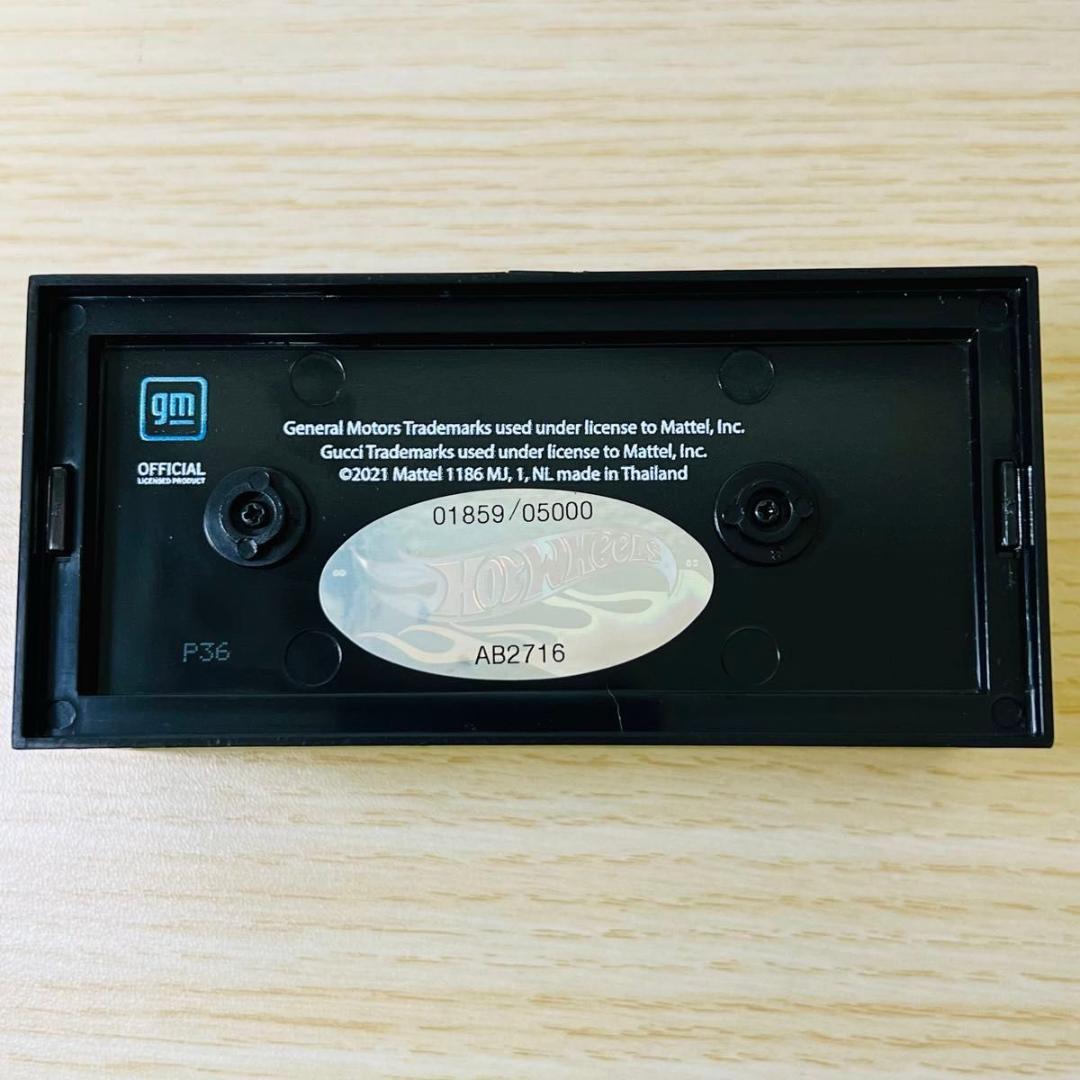 gm
OFFICIAL
LICENSED PRODUCT
General Motors Trademarks used under license to Mattel, Inc.
Gucci Trademarks used under license to Mattel, Inc.
©2021 Mattel 1186 MJ, 1, NL made in Thailand
01859/05000
HOT WHEELS
AB2716
P36